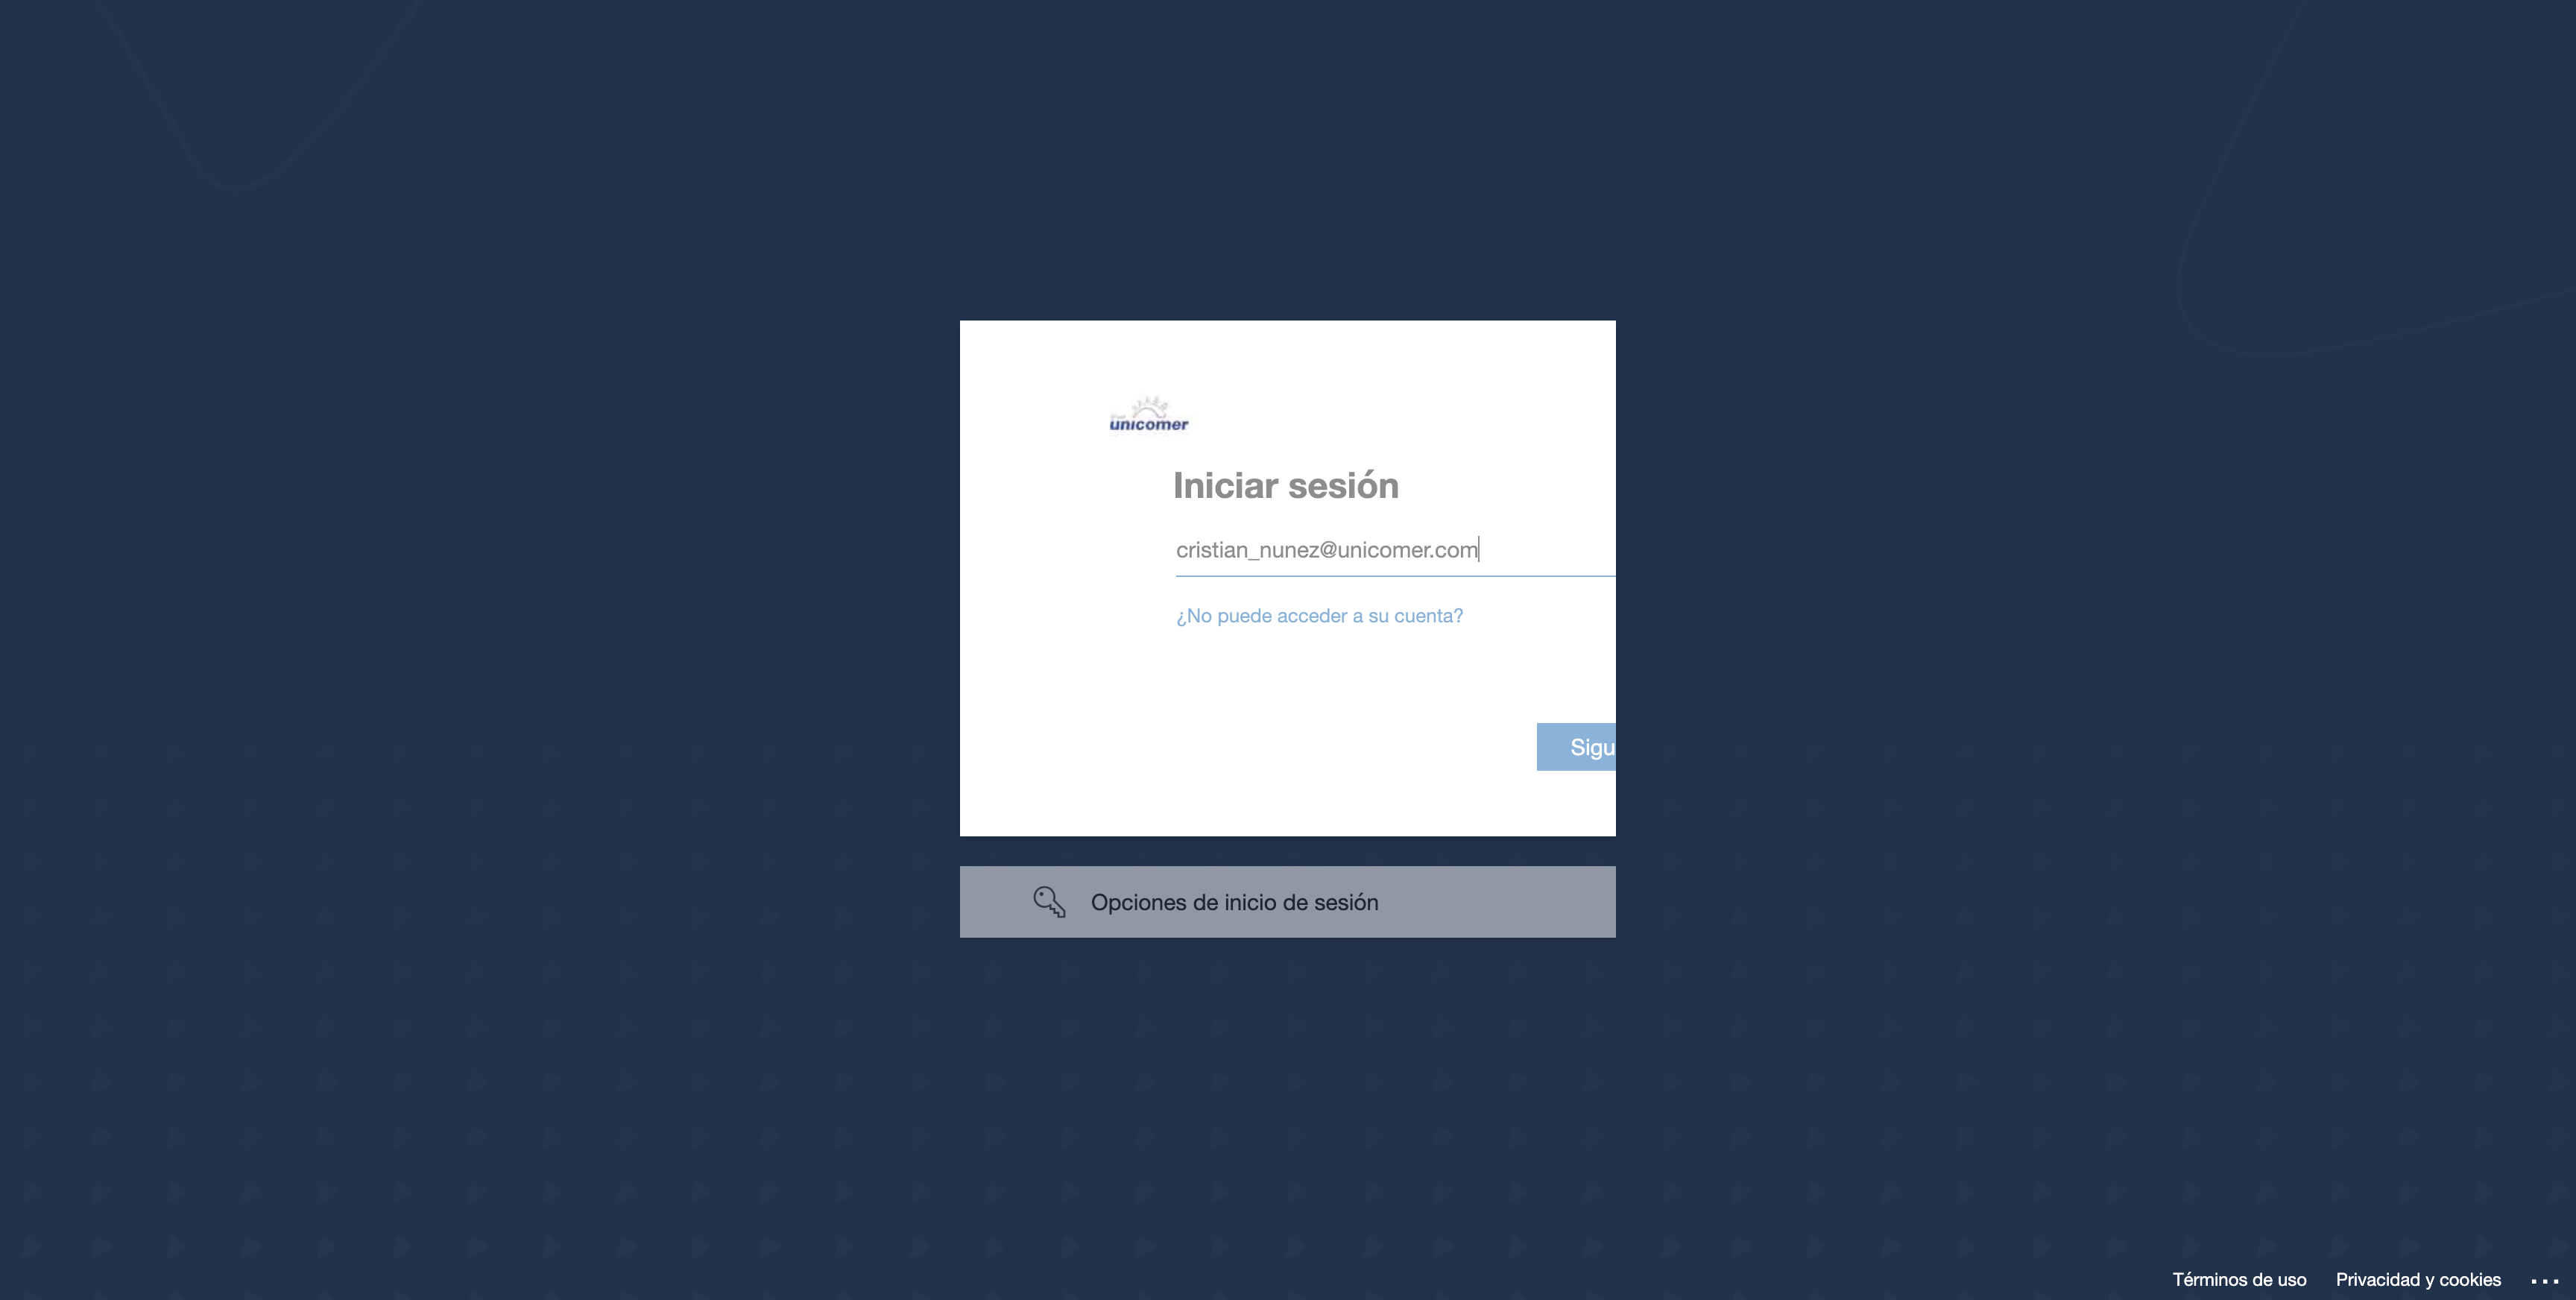 unicomer
Iniciar sesión
cristian_nunez@unicomer.com
¿No puede acceder a su cuenta?
Sigu
Opciones de inicio de sesión
Términos de uso Privacidad y cookies ...